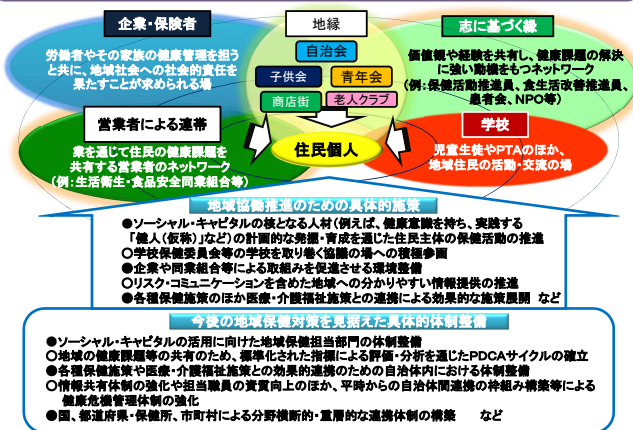 企業・保険者
労働者やその家族の健康管理を担う
と共に、地域社会への社会的責任を
果たすことが求められる場
地縁
自治会
子供会
青年会
商店街
老人クラブ
志に基づく縁
価値観や経験を共有し、健康課題の解決
に強い動機をもつネットワーク
(例：保健活動推進員、食生活改善推進員、
患者会、NPO等)
営業者による連帯
業を通じて住民の健康課題を
共有する営業者のネットワーク
(例：生活衛生・食品安全同業組合等)
住民個人
学校
児童生徒やPTAのほか、
地域住民の活動・交流の場
地域協働推進のための具体的施策
●ソーシャル・キャピタルの核となる人材(例えば、健康意識を持ち、実践する
「健人(仮称)」など)の計画的な発掘・育成を通じた住民主体の保健活動の推進
○学校保健委員会等の学校を取り巻く協議の場への積極参画
●企業や同業組合等による取組みを促進させる環境整備
○リスク・コミュニケーションを含めた地域への分かりやすい情報提供の推進
●各種保健施策のほか医療・介護福祉施策との連携による効果的な施策展開 など
今後の地域保健対策を見据えた具体的体制整備
●ソーシャル・キャピタルの活用に向けた地域保健担当部門の体制整備
○地域の健康課題等の共有のため、標準化された指標による評価・分析を通じたPDCAサイクルの確立
●各種保健施策や医療・介護福祉施策との効果的連携のための自治体内における体制整備
○情報共有体制の強化や担当職員の資質向上のほか、平時からの自治体間連携の枠組み構築等による
健康危機管理体制の強化
●国、都道府県・保健所、市町村による分野横断的・重層的な連携体制の構築 など